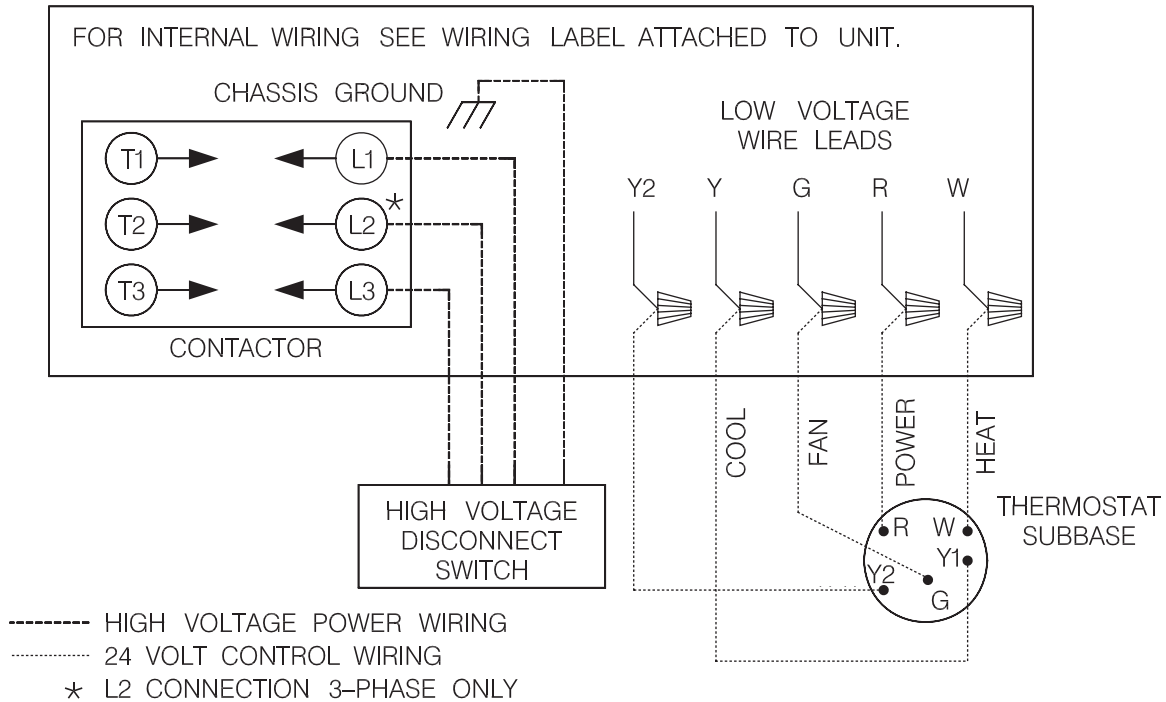 FOR INTERNAL WIRING SEE WIRING LABEL ATTACHED TO UNIT.
CHASSIS GROUND
LOW VOLTAGE
WIRE LEADS
T1
L1
T2
L2
*
T3
L3
CONTACTOR
Y2
Y
G
R
W
COOL
FAN
POWER
HEAT
HIGH VOLTAGE
DISCONNECT
SWITCH
THERMOSTAT
SUBBASE
R
W
Y1
Y2
G
HIGH VOLTAGE POWER WIRING
24 VOLT CONTROL WIRING
* L2 CONNECTION 3-PHASE ONLY